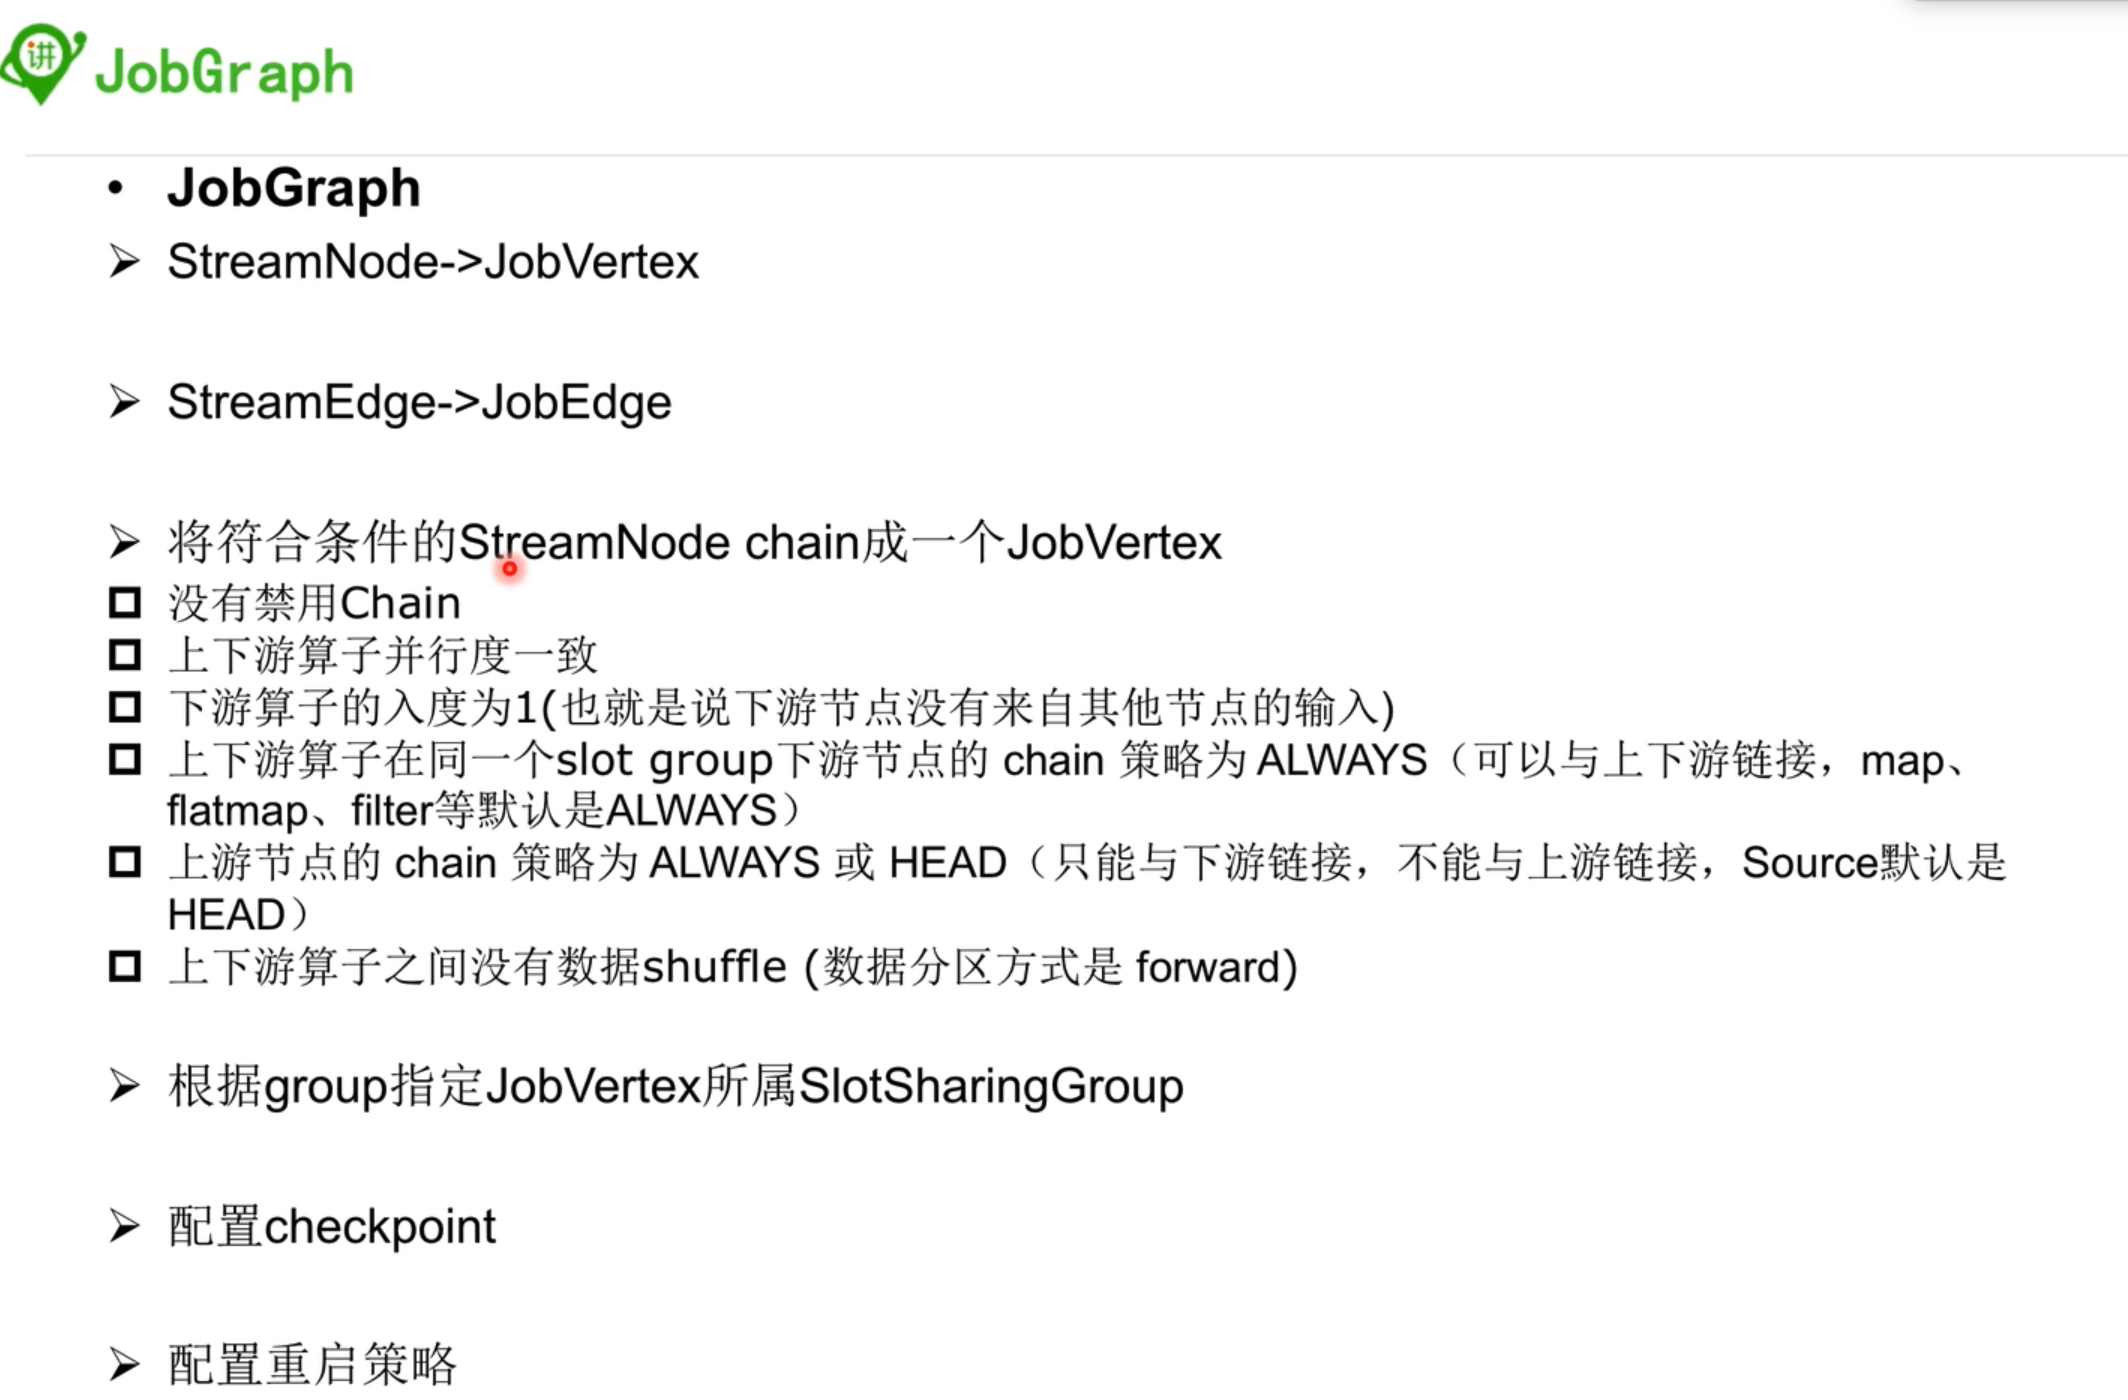 讲 JobGraph
• JobGraph
➢ StreamNode->JobVertex
➢ StreamEdge->JobEdge
➢ 将符合条件的StreamNode chain成一个JobVertex
❑ 没有禁用Chain
❑ 上下游算子并行度一致
❑ 下游算子的入度为1(也就是说下游节点没有来自其他节点的输入)
❑ 上下游算子在同一个slot group下游节点的 chain 策略为 ALWAYS（可以与上下游链接，map、
flatmap、filter等默认是ALWAYS）
❑ 上游节点的 chain 策略为 ALWAYS 或 HEAD（只能与下游链接，不能与上游链接，Source默认是
HEAD）
❑ 上下游算子之间没有数据shuffle (数据分区方式是 forward)
➢ 根据group指定JobVertex所属SlotSharingGroup
➢ 配置checkpoint
➢ 配置重启策略